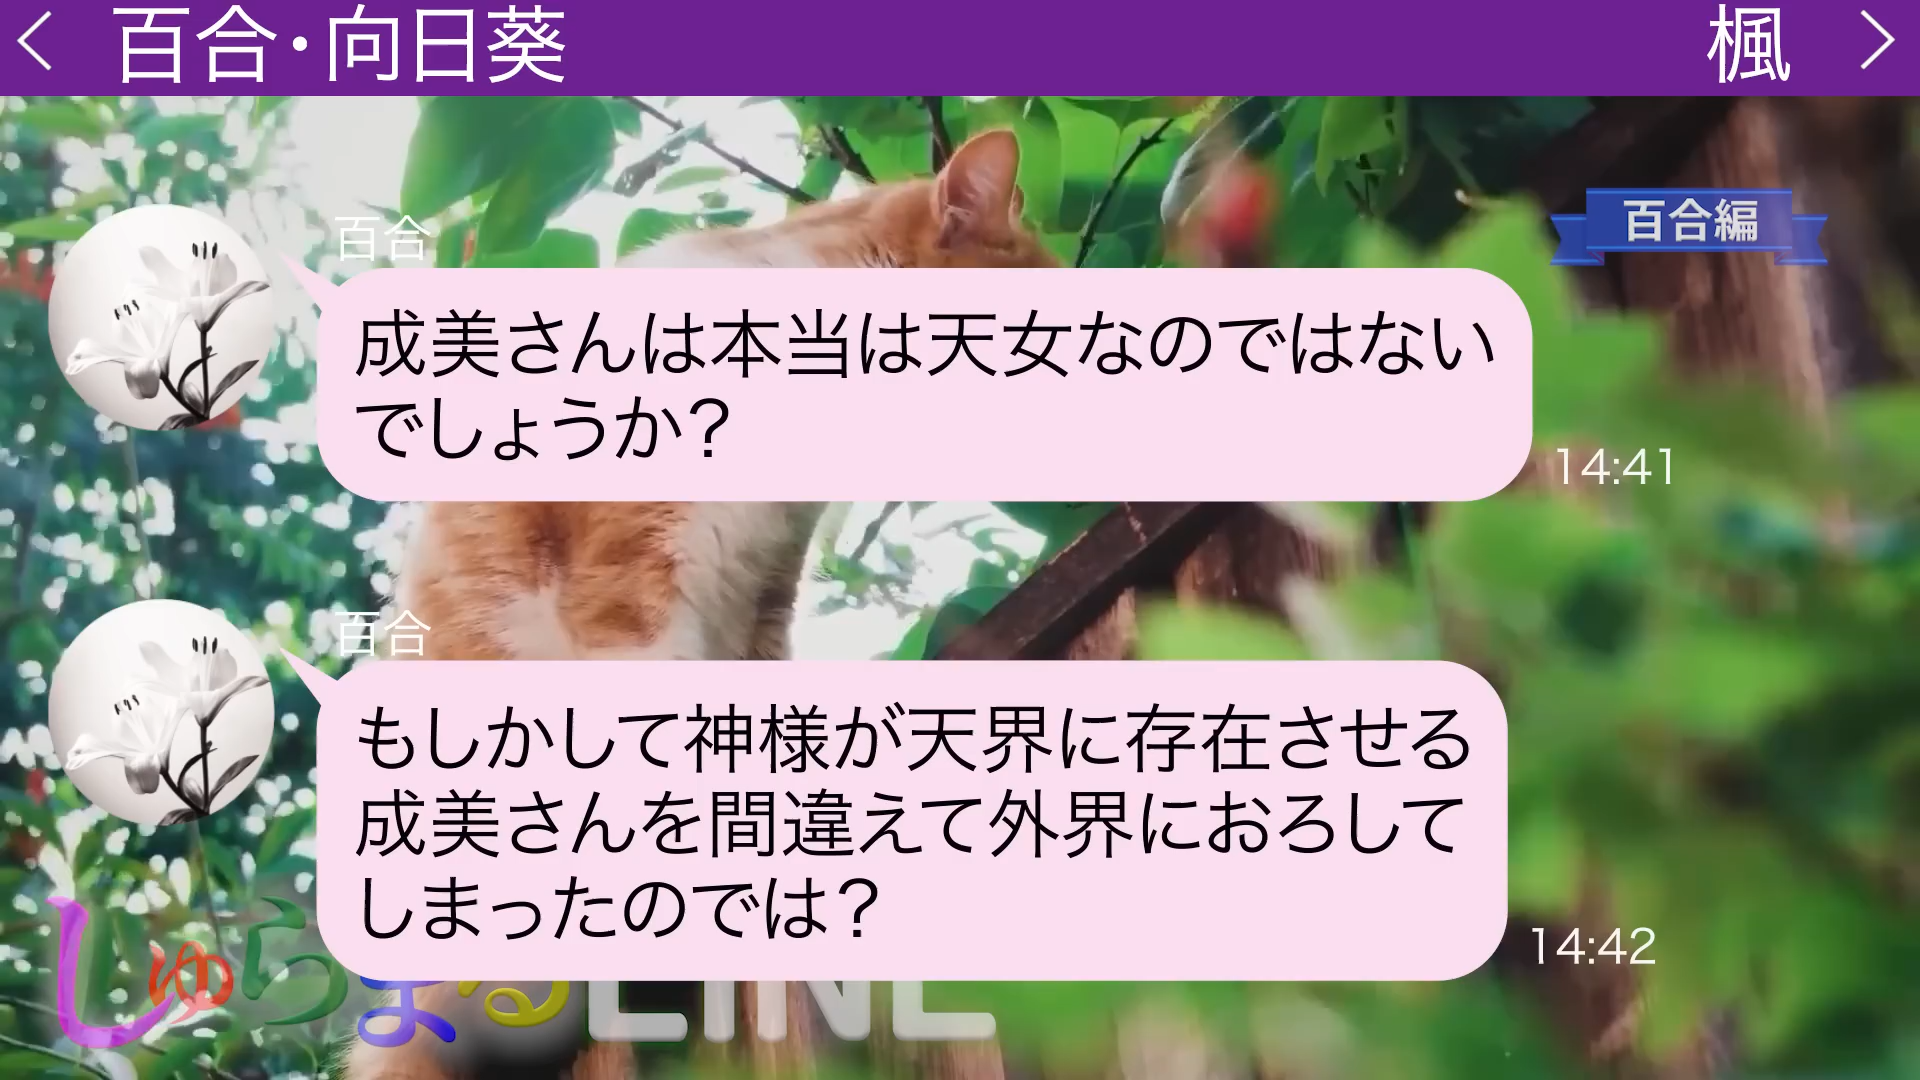 百合・向日葵
楓
百合編
百合
成美さんは本当は天女なのではない
でしょうか？
14:41
百合
もしかして神様が天界に存在させる
成美さんを間違えて外界におろして
しまったのでは？
14:42
しゅらまるLINE